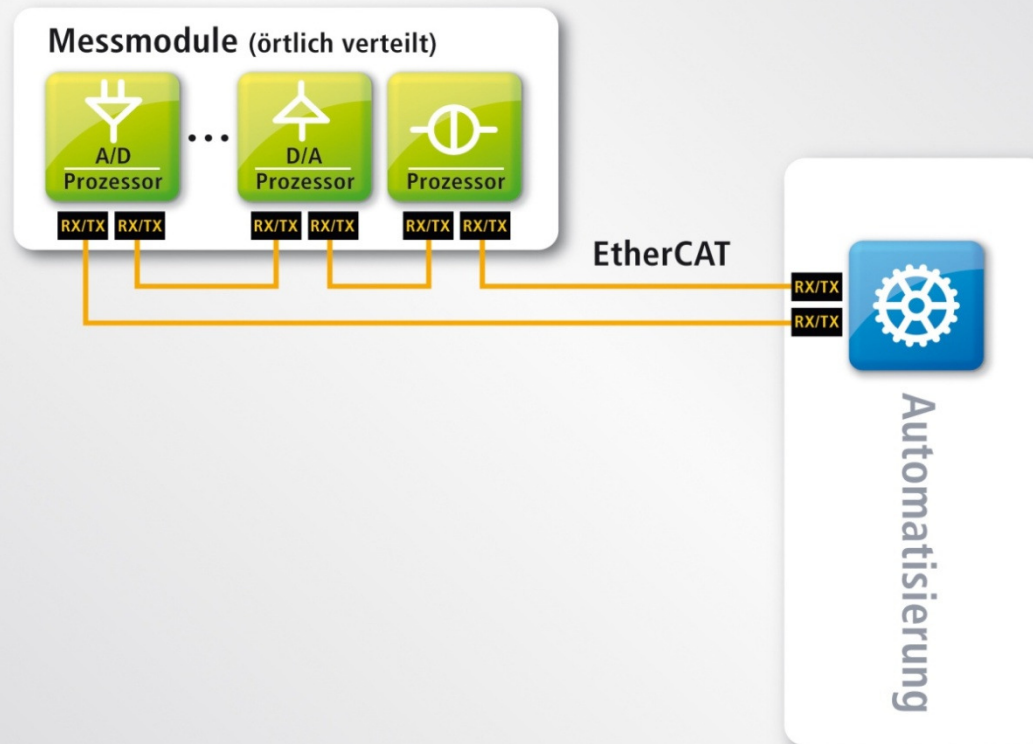 Messmodule (örtlich verteilt)
A/D
Prozessor
...
D/A
Prozessor
Prozessor
RX/TX RX/TX RX/TX RX/TX RX/TX RX/TX
EtherCAT
RX/TX
RX/TX
Automatisierung